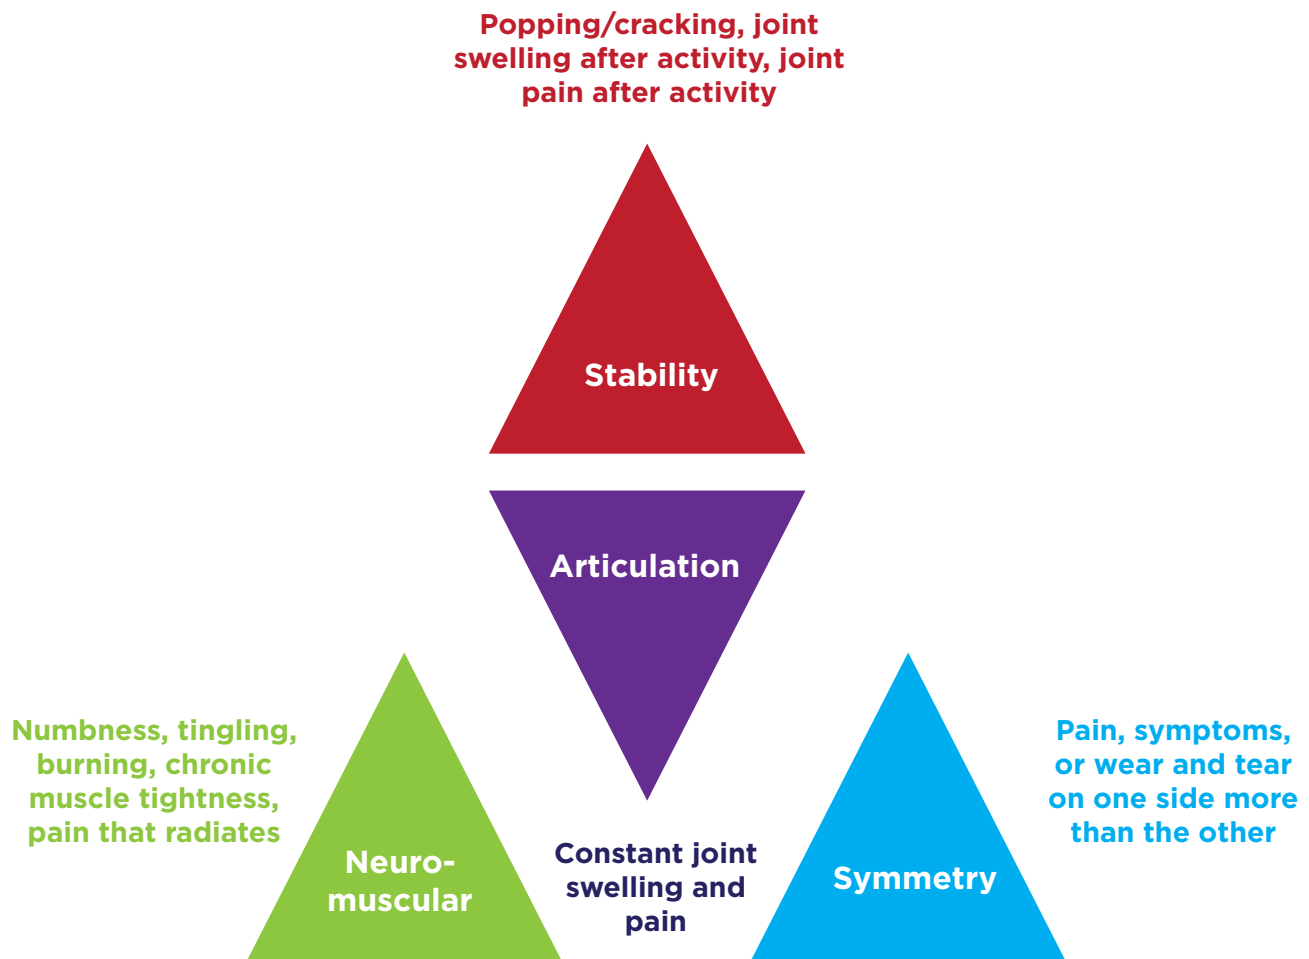 Popping/cracking, joint
swelling after activity, joint
pain after activity
Stability
Articulation
Numbness, tingling,
burning, chronic
muscle tightness,
pain that radiates
Neuro-
muscular
Constant joint
swelling and
pain
Symmetry
Pain, symptoms,
or wear and tear
on one side more
than the other